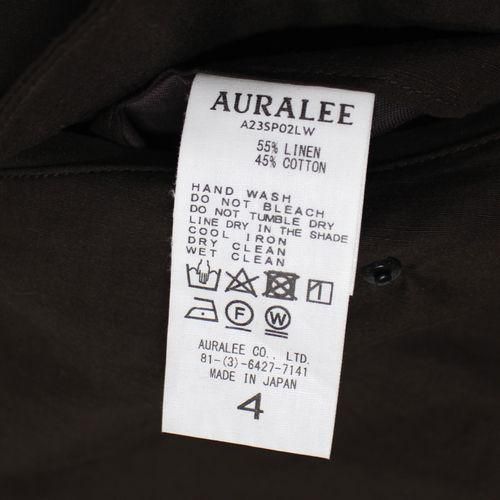 AURALEE
A23SP02LW
55% LINEN
45% COTTON
HAND WASH
DO NOT BLEACH
DO NOT TUMBLE DRY
LINE DRY IN THE SHADE
COOL IRON
DRY CLEAN
WET CLEAN
F W
AURALEE CO., LTD.
81-(3)-6427-7141
MADE IN JAPAN
4